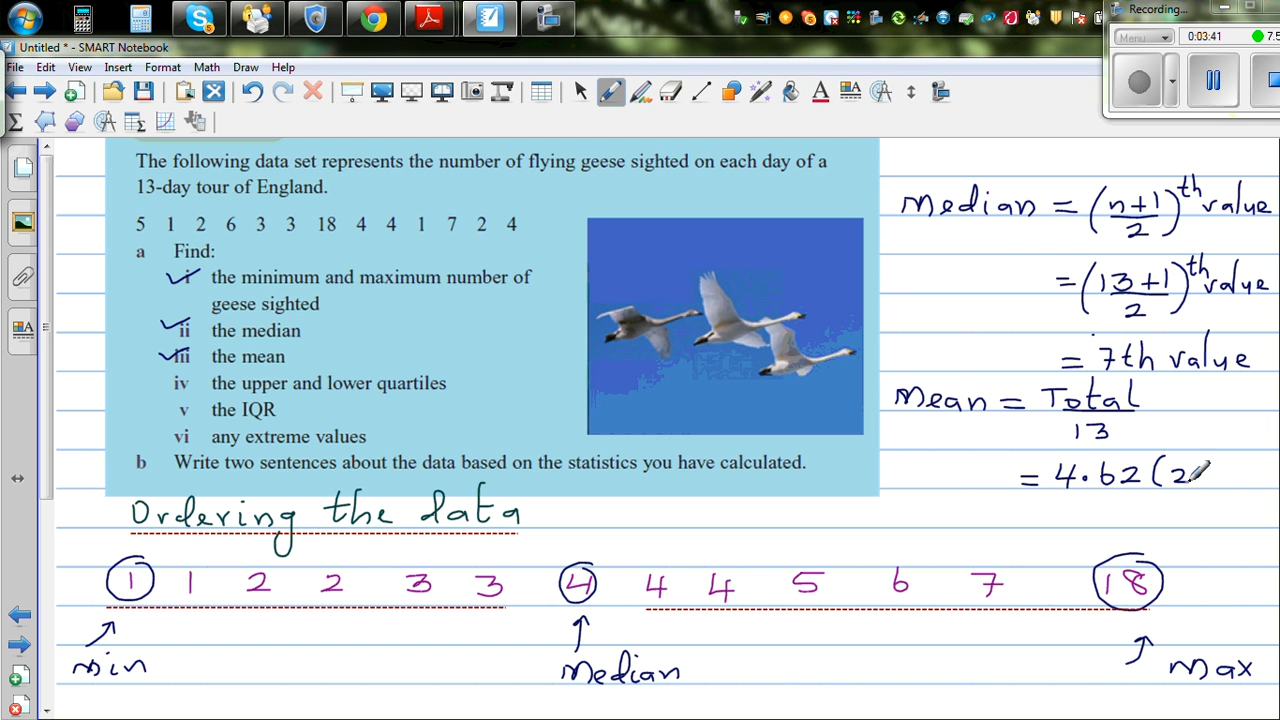 Recording...
Untitled * - SMART Notebook
Menu
0:03:41
7.5
File Edit View Insert Format Math Draw Help
The following data set represents the number of flying geese sighted on each day of a
13-day tour of England.
5 1 2 6 3 3 18 4 4 1 7 2 4
a Find:
i the minimum and maximum number of
geese sighted
ii the median
iii the mean
iv the upper and lower quartiles
v the IQR
vi any extreme values
b Write two sentences about the data based on the statistics you have calculated.
Median = (n+1/2)th value
= (13+1/2)th value
= 7th value
Mean = Total/13
= 4.62 (2
Ordering the data
1 1 2 2 3 3 4 4 4 5 6 7 18
Min Median Max